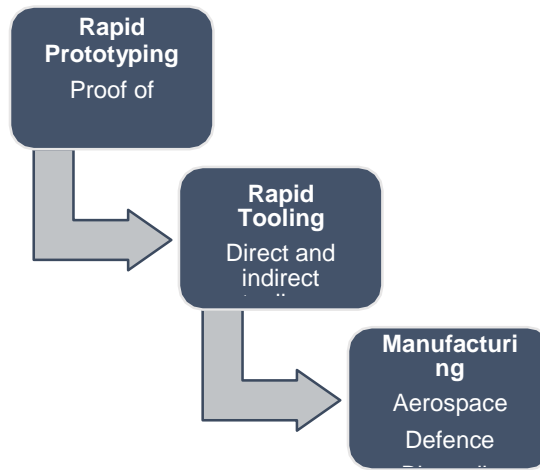 Rapid
Prototyping
Proof of
Rapid
Tooling
Direct and
indirect
Manufacturi
ng
Aerospace
Defence